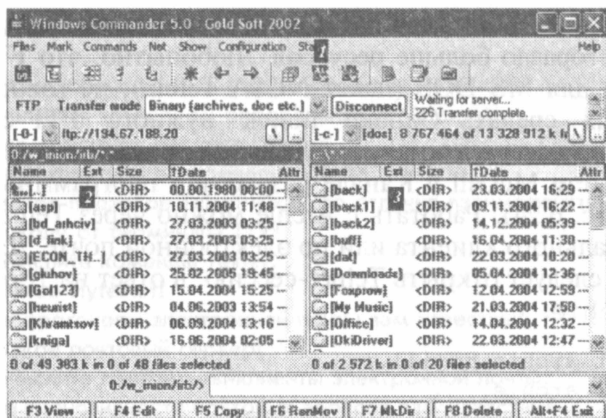 Windows Commander 5.0 - Gold Soft 2002
Files Mark Commands Net Show Configuration Sta Help
1
FTP Transfer mode Binary (archives, doc etc.) Disconnect Waiting for server...
226 Transfer complete.
[-0-] ftp://194.67.188.20 \ .. [-c-] [dos] 8 767 464 of 13 328 912 k \ ..
0:/w_inion/irb/*.* c:\*.*
Name Ext Size ↑Date Attr Name Ext Size ↑Date Attr
[..] <DIR> 00.00.1980 00:00 ---- [back] <DIR> 23.03.2004 16:29 ---
2 3
[asp] <DIR> 10.11.2004 11:48 --- [back1] <DIR> 09.11.2004 16:22 ---
[bd_arhciv] <DIR> 27.03.2003 03:25 --- [back2] <DIR> 14.12.2004 05:39 ---
[d_link] <DIR> 27.03.2003 03:25 --- [buff] <DIR> 16.04.2004 11:30 ---
[ECON_TH..] <DIR> 27.03.2003 03:25 --- [dat] <DIR> 22.03.2004 18:20 ---
[gluhov] <DIR> 25.02.2005 19:45 --- [Downloads] <DIR> 05.04.2004 12:36 ---
[Gol123] <DIR> 15.04.2004 15:25 --- [Foxprow] <DIR> 12.04.2004 12:59 ---
[heurist] <DIR> 04.06.2003 13:54 --- [My Music] <DIR> 21.03.2004 17:50 ---
[Khramtsov] <DIR> 06.09.2004 13:16 --- [Office] <DIR> 14.04.2004 12:32 ---
[kniga] <DIR> 16.06.2004 02:05 --- [OkiDriver] <DIR> 22.03.2004 12:47 ---
0 of 49 383 k in 0 of 48 files selected 0 of 2 572 k in 0 of 20 files selected
0:/w_inion/irb/>
F3 View F4 Edit F5 Copy F6 RenMov F7 MkDir F8 Delete Alt+F4 Exit